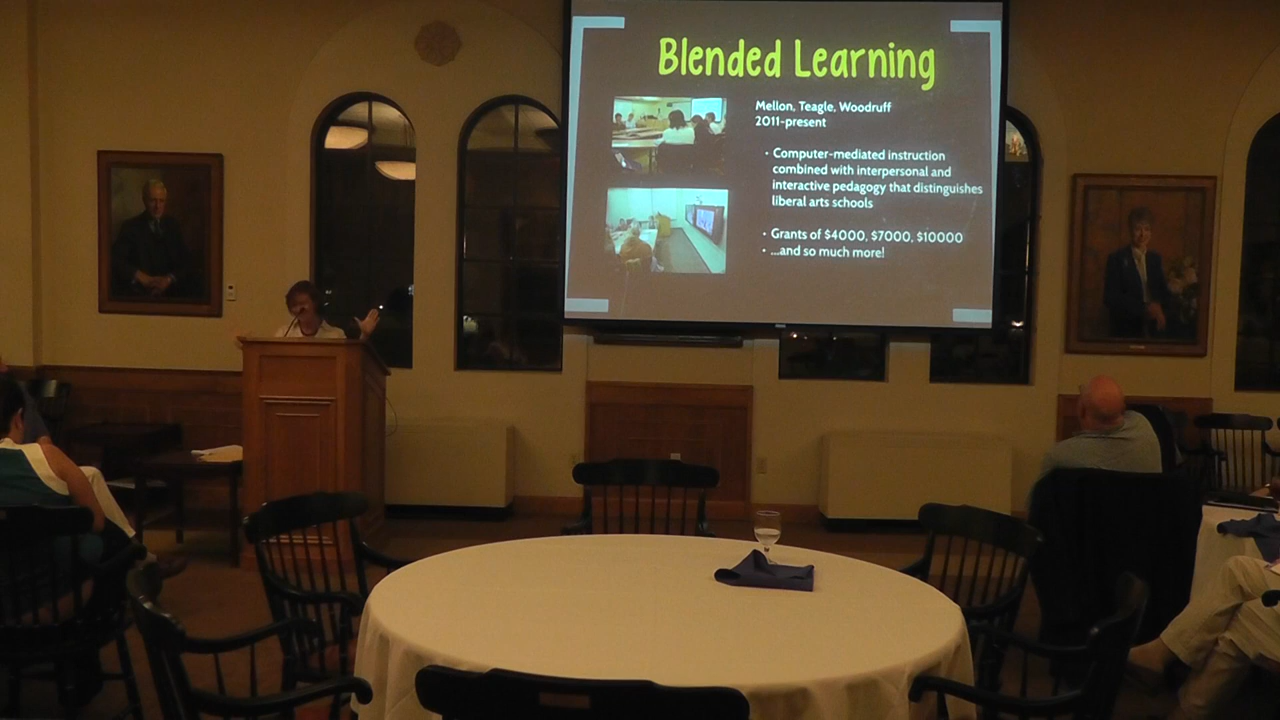 Blended Learning
Mellon, Teagle, Woodruff
2011-present
· Computer-mediated instruction
combined with interpersonal and
interactive pedagogy that distinguishes
liberal arts schools
· Grants of $4000, $7000, $10000
· ...and so much more!